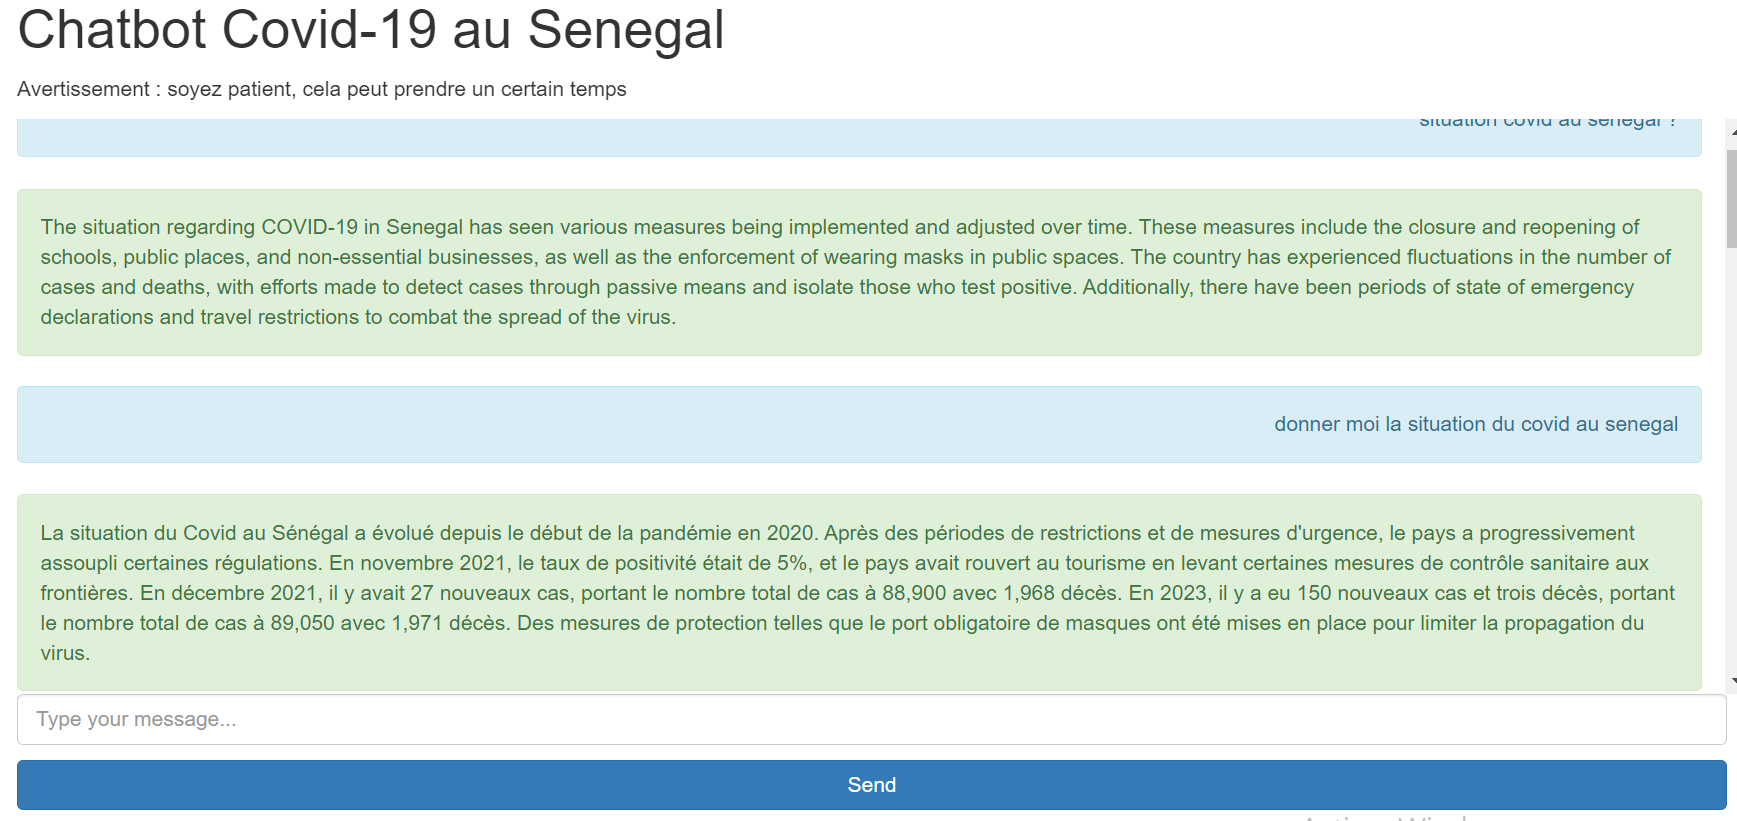 Chatbot Covid-19 au Senegal
Avertissement : soyez patient, cela peut prendre un certain temps
situation covid au senegal ?
The situation regarding COVID-19 in Senegal has seen various measures being implemented and adjusted over time. These measures include the closure and reopening of
schools, public places, and non-essential businesses, as well as the enforcement of wearing masks in public spaces. The country has experienced fluctuations in the number of
cases and deaths, with efforts made to detect cases through passive means and isolate those who test positive. Additionally, there have been periods of state of emergency
declarations and travel restrictions to combat the spread of the virus.
donner moi la situation du covid au senegal
La situation du Covid au Sénégal a évolué depuis le début de la pandémie en 2020. Après des périodes de restrictions et de mesures d'urgence, le pays a progressivement
assoupli certaines régulations. En novembre 2021, le taux de positivité était de 5%, et le pays avait rouvert au tourisme en levant certaines mesures de contrôle sanitaire aux
frontières. En décembre 2021, il y avait 27 nouveaux cas, portant le nombre total de cas à 88,900 avec 1,968 décès. En 2023, il y a eu 150 nouveaux cas et trois décès, portant
le nombre total de cas à 89,050 avec 1,971 décès. Des mesures de protection telles que le port obligatoire de masques ont été mises en place pour limiter la propagation du
virus.
Type your message...
Send